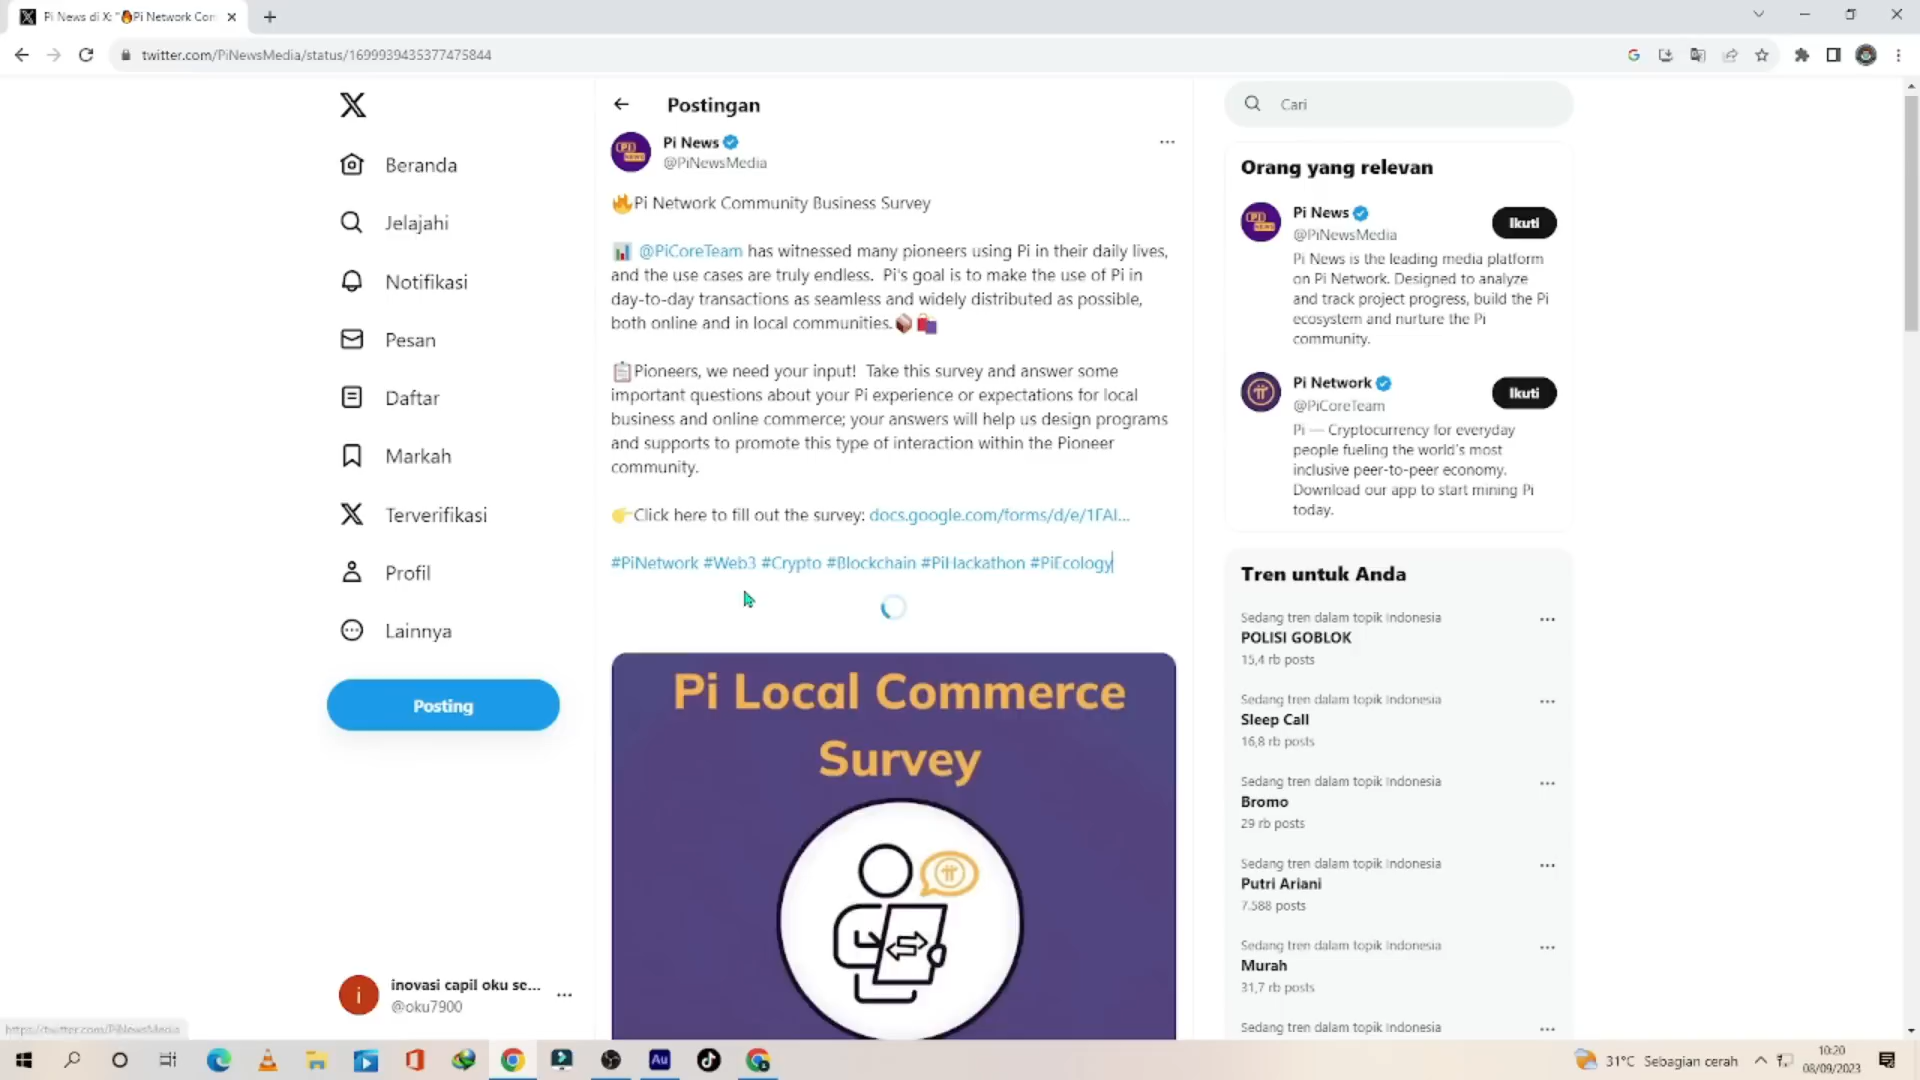 Pi News di X: "🔥Pi Network Com
twitter.com/PiNewsMedia/status/1699939435377475844
Beranda
Jelajahi
Notifikasi
Pesan
Daftar
Markah
Terverifikasi
Profil
Lainnya
Posting
inovasi capil oku se...
@oku7900
https://twitter.com/PiNewsMedia
Postingan
Pi News
@PiNewsMedia
🔥Pi Network Community Business Survey
📊 @PiCoreTeam has witnessed many pioneers using Pi in their daily lives,
and the use cases are truly endless. Pi's goal is to make the use of Pi in
day-to-day transactions as seamless and widely distributed as possible,
both online and in local communities.📦🛍️
📋Pioneers, we need your input! Take this survey and answer some
important questions about your Pi experience or expectations for local
business and online commerce; your answers will help us design programs
and supports to promote this type of interaction within the Pioneer
community.
👉Click here to fill out the survey: docs.google.com/forms/d/e/1FAI...
#PiNetwork #Web3 #Crypto #Blockchain #PiHackathon #PiEcology
Pi Local Commerce
Survey
Cari
Orang yang relevan
Pi News
@PiNewsMedia
Ikuti
Pi News is the leading media platform
on Pi Network. Designed to analyze
and track project progress, build the Pi
ecosystem and nurture the Pi
community.
Pi Network
@PiCoreTeam
Ikuti
Pi — Cryptocurrency for everyday
people fueling the world's most
inclusive peer-to-peer economy.
Download our app to start mining Pi
today.
Tren untuk Anda
Sedang tren dalam topik Indonesia
POLISI GOBLOK
15,4 rb posts
Sedang tren dalam topik Indonesia
Sleep Call
16,8 rb posts
Sedang tren dalam topik Indonesia
Bromo
29 rb posts
Sedang tren dalam topik Indonesia
Putri Ariani
7.588 posts
Sedang tren dalam topik Indonesia
Murah
31,7 rb posts
Sedang tren dalam topik Indonesia
31°C Sebagian cerah
10:20
08/09/2023